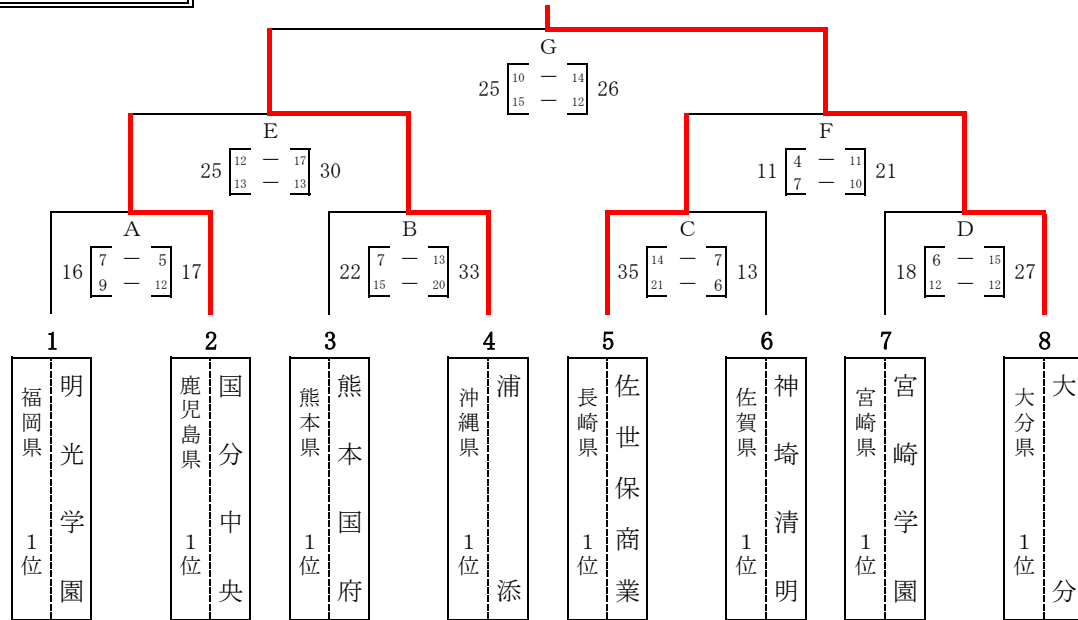 G
25 10 － 14 26
15 － 12
E
25 12 － 17 30
13 － 13
F
11 4 － 11 21
7 － 10
A
16 7 － 5 17
9 － 12
B
22 7 － 13 33
15 － 20
C
35 14 － 7 13
21 － 6
D
18 6 － 15 27
12 － 12
1 2 3 4 5 6 7 8
福岡県 1位
明光学園
鹿児島県 1位
国分中央
熊本県 1位
熊本国府
沖縄県 1位
浦添
長崎県 1位
佐世保商業
佐賀県 1位
神埼清明
宮崎県 1位
宮崎学園
大分県 1位
大分